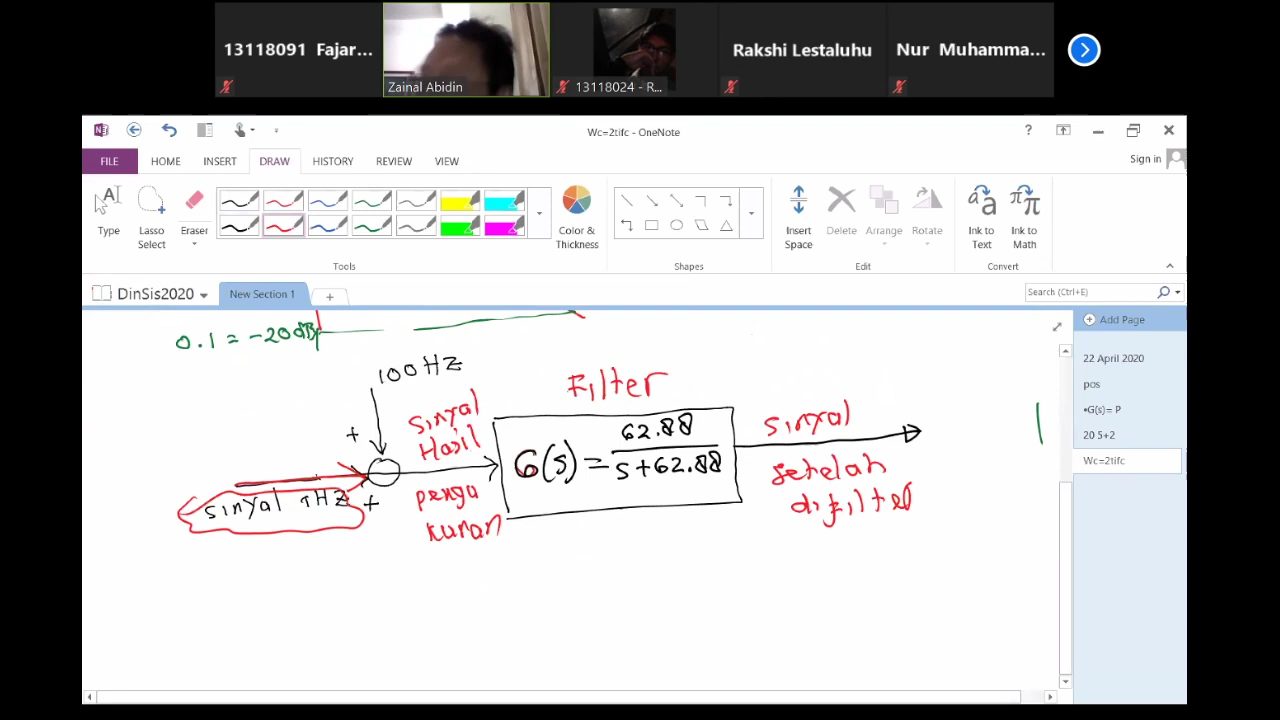 13118091 Fajar...
Zainal Abidin
13118024 - R...
Rakshi Lestaluhu
Nur Muhamma...
Wc=2tifc - OneNote
?
FILE
HOME
INSERT
DRAW
HISTORY
REVIEW
VIEW
Sign in
Type
Lasso
Select
Eraser
Color &
Thickness
Insert
Space
Delete
Arrange
Rotate
Ink to
Text
Ink to
Math
Tools
Shapes
Edit
Convert
DinSis2020
New Section 1
+
Search (Ctrl+E)
Add Page
22 April 2020
pos
•G(s)= P
20 5+2
Wc=2tifc
0.1 = -20dB
100 HZ
+
sinyal 1HZ
+
sinyal
Hasil
pengu
kuran
Filter
G(s) = 62.88
s+62.88
sinyal
setelah
difilter